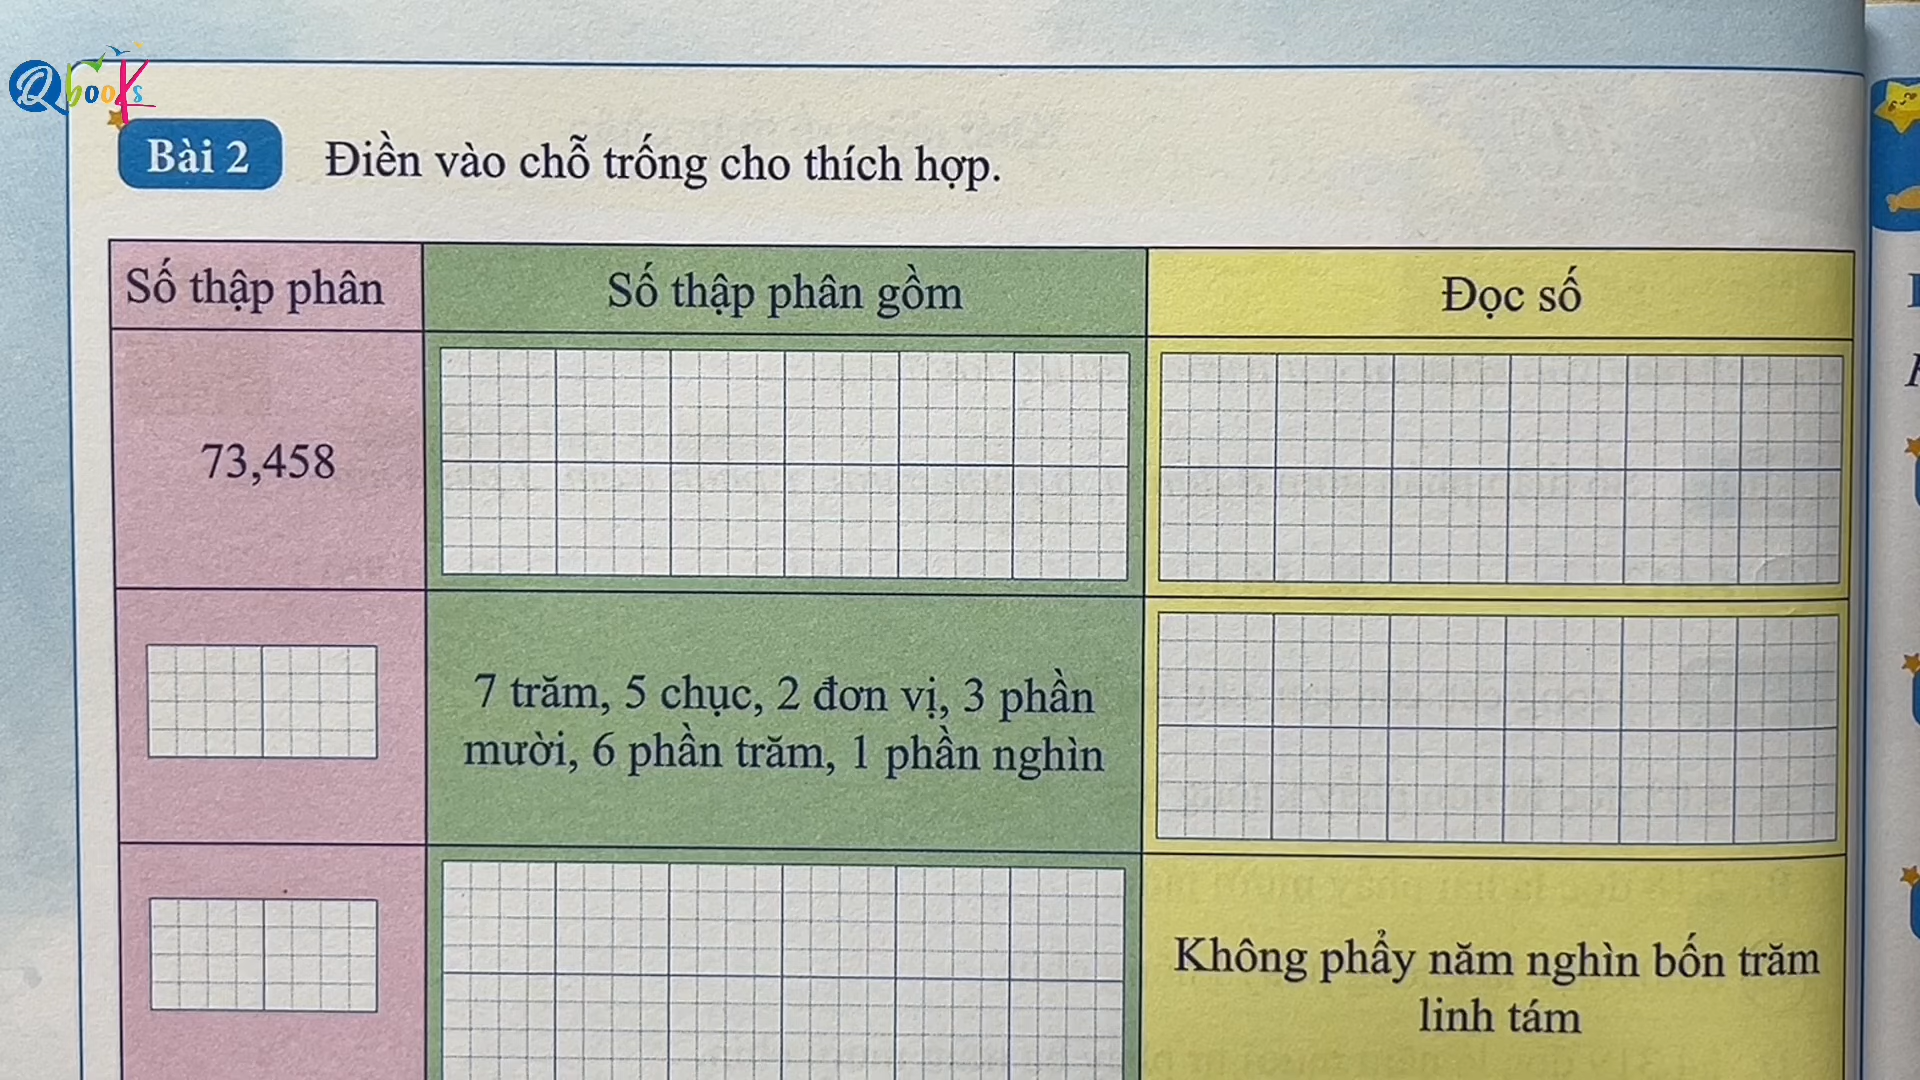 Qbooks
Bài 2 Điền vào chỗ trống cho thích hợp.
Số thập phân Số thập phân gồm Đọc số
73,458
7 trăm, 5 chục, 2 đơn vị, 3 phần
mười, 6 phần trăm, 1 phần nghìn
Không phẩy năm nghìn bốn trăm
linh tám